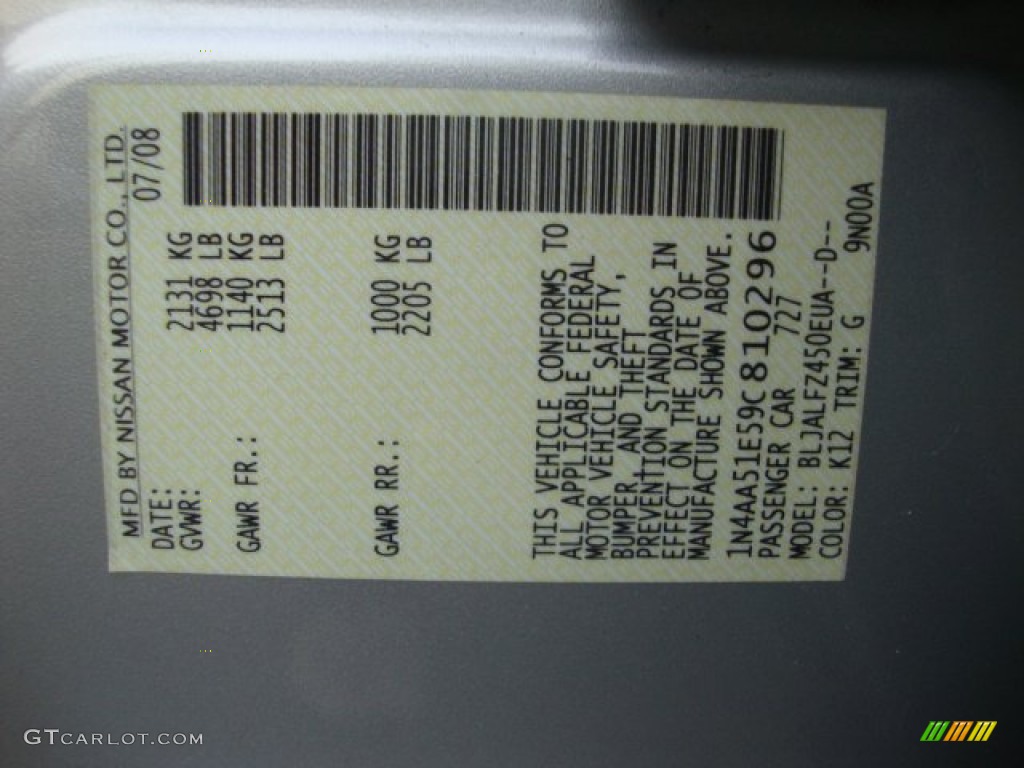 MFD BY NISSAN MOTOR CO., LTD.
DATE: 07/08
GVWR: 2131 KG
4698 LB
GAWR FR.: 1140 KG
2513 LB
GAWR RR.: 1000 KG
2205 LB
THIS VEHICLE CONFORMS TO
ALL APPLICABLE FEDERAL
MOTOR VEHICLE SAFETY,
BUMPER, AND THEFT
PREVENTION STANDARDS IN
EFFECT ON THE DATE OF
MANUFACTURE SHOWN ABOVE.
1N4AA51E59C810296
PASSENGER CAR 727
MODEL: BLJALFZ450EUA--D--
COLOR: K12 TRIM: G 9N00A
GTCARLOT.COM